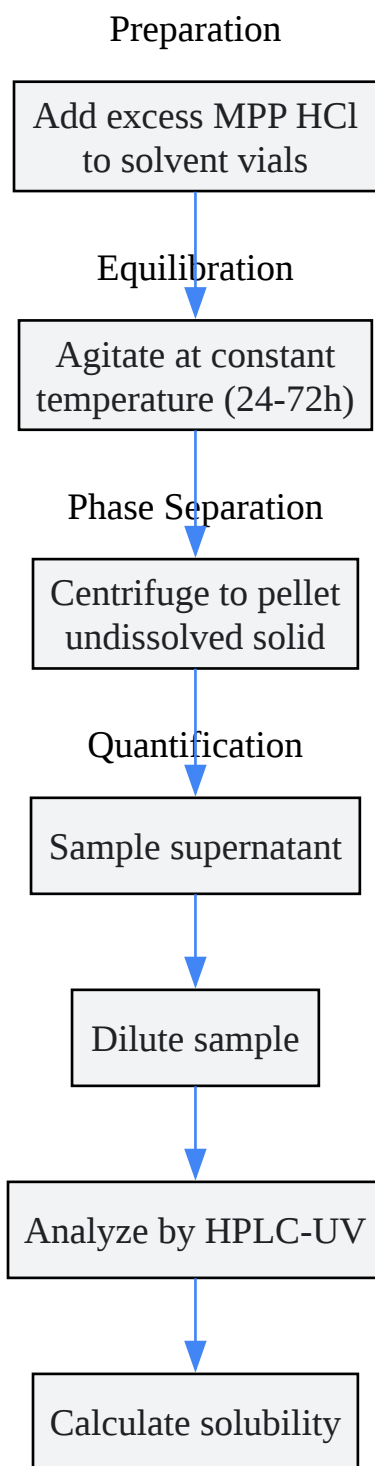 Preparation
Add excess MPP HCl
to solvent vials
Equilibration
Agitate at constant
temperature (24-72h)
Phase Separation
Centrifuge to pellet
undissolved solid
Quantification
Sample supernatant
Dilute sample
Analyze by HPLC-UV
Calculate solubility